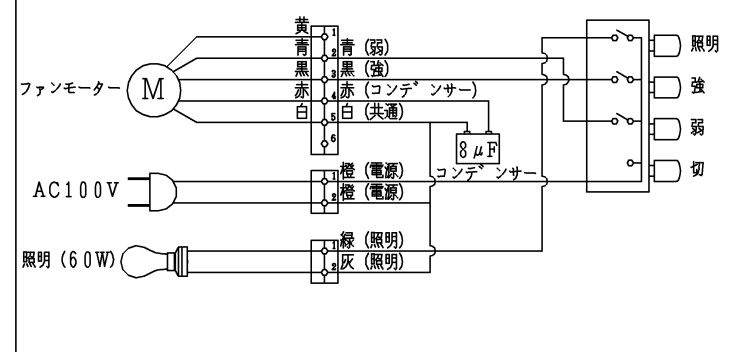 黄 1
青 2 青 (弱)
黒 3 黒 (強)
赤 4 赤 (コンデンサー)
白 5 白 (共通)
6
ファンモーター M
8μF
コンデンサー
照明
強
弱
切
AC100V
1 橙 (電源)
2 橙 (電源)
照明 (60W)
1 緑 (照明)
2 灰 (照明)